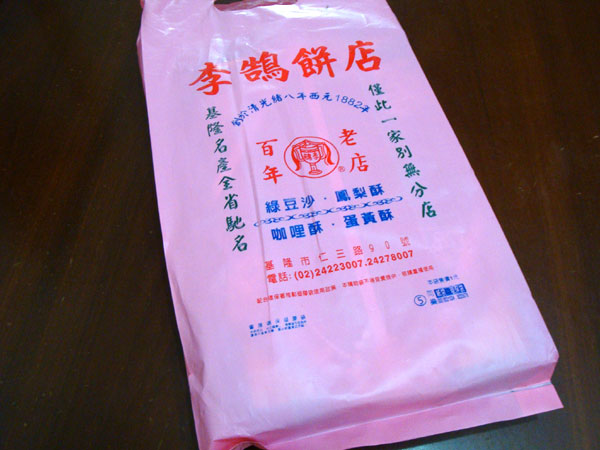 李鵠餅店
創於清光緒八年西元1882年
僅此一家別無分店
基隆名產全省馳名
百年老店
綠豆沙·鳳梨酥
咖哩酥·蛋黃酥
基隆市仁三路90號
電話:(02)24223007.24278007